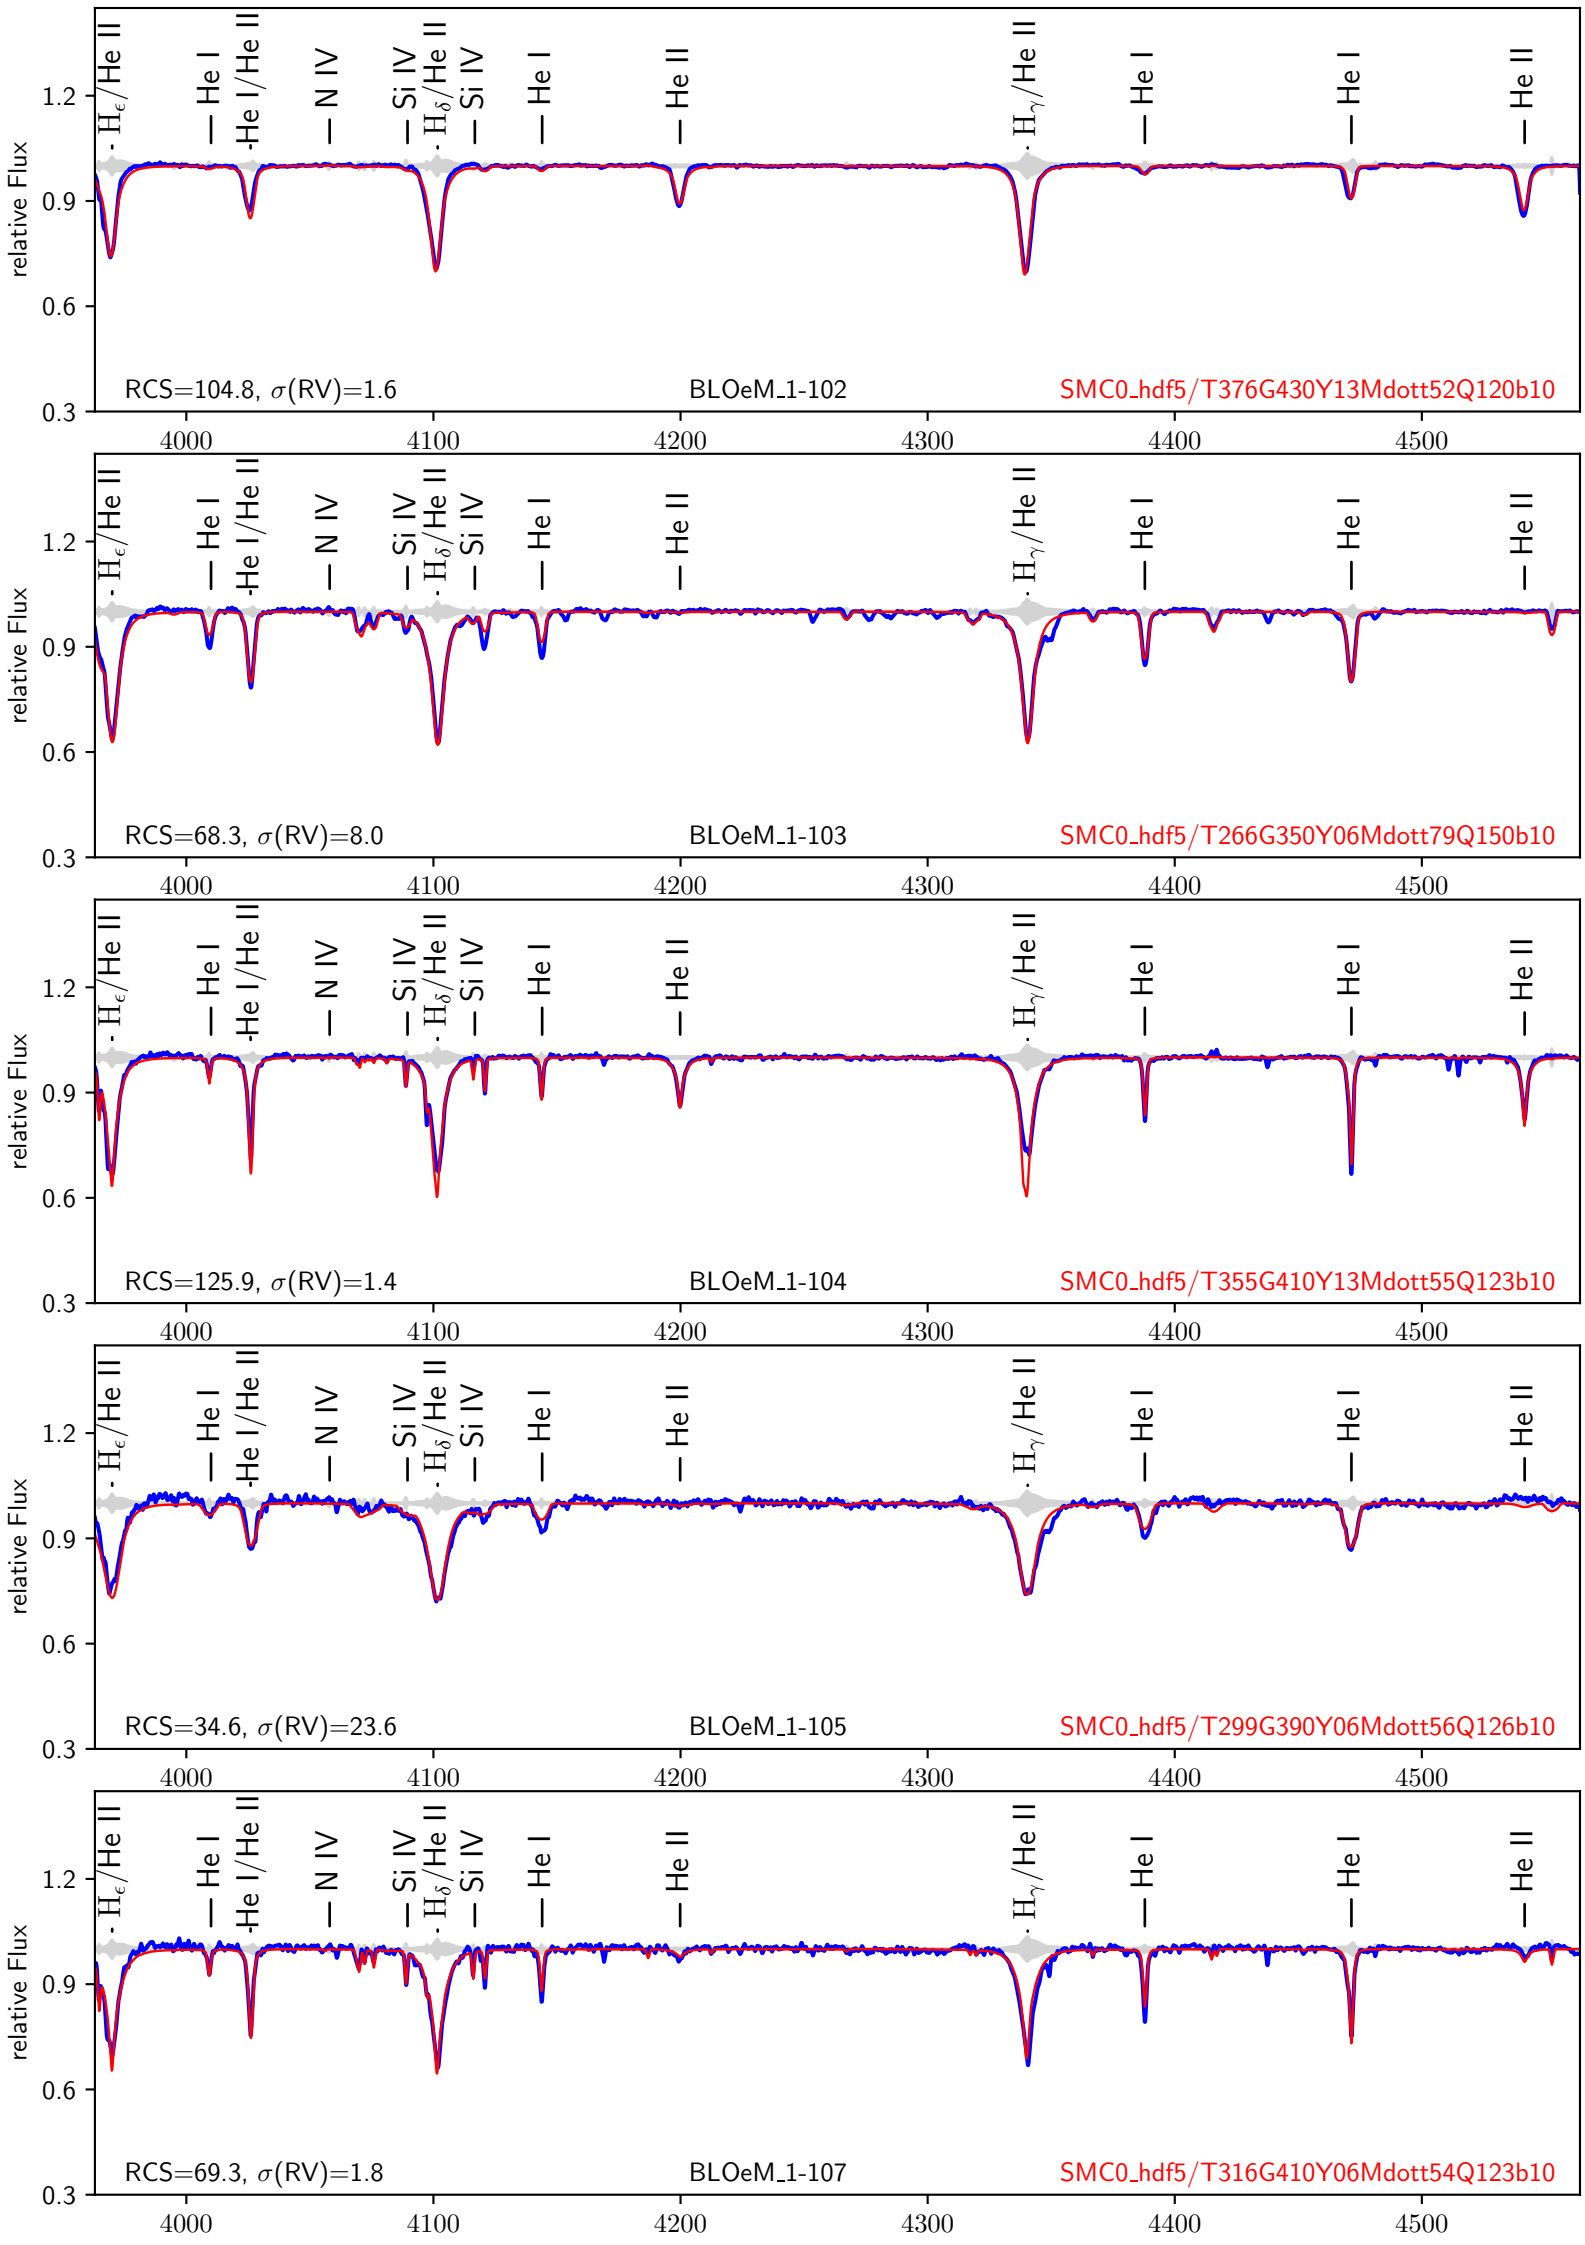 H_ε/He II He I He I/He II N IV Si IV H_δ/He II Si IV He I He II H_γ/He II He I He I He II
relative Flux
1.2
0.9
0.6
0.3
RCS=104.8, σ(RV)=1.6 BLOeM_1-102 SMC0_hdf5/T376G430Y13Mdott52Q120b10
4000 4100 4200 4300 4400 4500
H_ε/He II He I He I/He II N IV Si IV H_δ/He II Si IV He I He II H_γ/He II He I He I He II
relative Flux
1.2
0.9
0.6
0.3
RCS=68.3, σ(RV)=8.0 BLOeM_1-103 SMC0_hdf5/T266G350Y06Mdott79Q150b10
4000 4100 4200 4300 4400 4500
H_ε/He II He I He I/He II N IV Si IV H_δ/He II Si IV He I He II H_γ/He II He I He I He II
relative Flux
1.2
0.9
0.6
0.3
RCS=125.9, σ(RV)=1.4 BLOeM_1-104 SMC0_hdf5/T355G410Y13Mdott55Q123b10
4000 4100 4200 4300 4400 4500
H_ε/He II He I He I/He II N IV Si IV H_δ/He II Si IV He I He II H_γ/He II He I He I He II
relative Flux
1.2
0.9
0.6
0.3
RCS=34.6, σ(RV)=23.6 BLOeM_1-105 SMC0_hdf5/T299G390Y06Mdott56Q126b10
4000 4100 4200 4300 4400 4500
H_ε/He II He I He I/He II N IV Si IV H_δ/He II Si IV He I He II H_γ/He II He I He I He II
relative Flux
1.2
0.9
0.6
0.3
RCS=69.3, σ(RV)=1.8 BLOeM_1-107 SMC0_hdf5/T316G410Y06Mdott54Q123b10
4000 4100 4200 4300 4400 4500